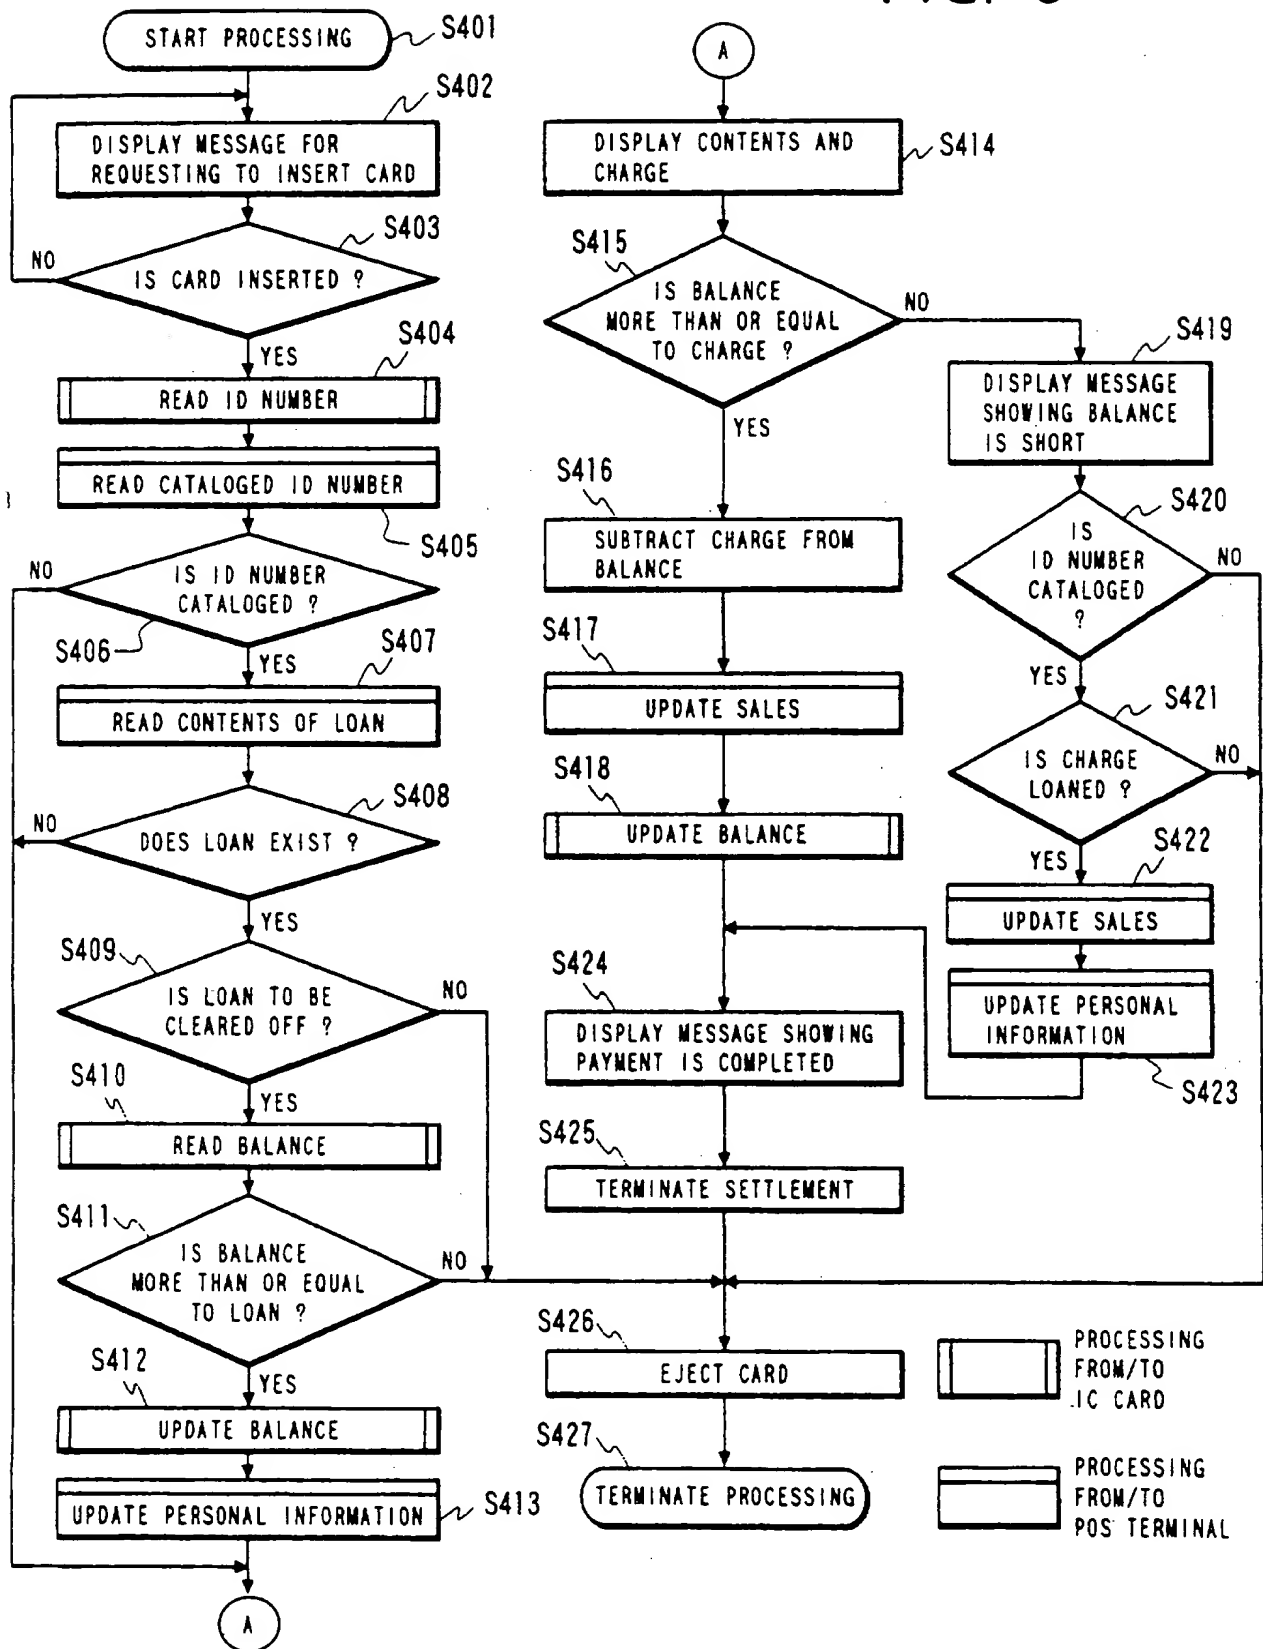 START PROCESSING
S401
S402
DISPLAY MESSAGE FOR
REQUESTING TO INSERT CARD
S403
NO
IS CARD INSERTED ?
YES
S404
READ ID NUMBER
READ CATALOGED ID NUMBER
S405
NO
IS ID NUMBER
CATALOGED ?
S406
YES
S407
READ CONTENTS OF LOAN
S408
NO
DOES LOAN EXIST ?
YES
S409
IS LOAN TO BE
CLEARED OFF ?
NO
YES
S410
READ BALANCE
S411
IS BALANCE
MORE THAN OR EQUAL
TO LOAN ?
NO
YES
S412
UPDATE BALANCE
UPDATE PERSONAL INFORMATION
S413
A
A
DISPLAY CONTENTS AND
CHARGE
S414
S415
IS BALANCE
MORE THAN OR EQUAL
TO CHARGE ?
NO
YES
S416
SUBTRACT CHARGE FROM
BALANCE
S417
UPDATE SALES
S418
UPDATE BALANCE
S424
DISPLAY MESSAGE SHOWING
PAYMENT IS COMPLETED
S425
TERMINATE SETTLEMENT
S426
EJECT CARD
S427
TERMINATE PROCESSING
S419
DISPLAY MESSAGE
SHOWING BALANCE
IS SHORT
S420
IS
ID NUMBER
CATALOGED
?
NO
YES
S421
IS CHARGE
LOANED ?
NO
YES
S422
UPDATE SALES
UPDATE PERSONAL
INFORMATION
S423
PROCESSING
FROM/TO
IC CARD
PROCESSING
FROM/TO
POS TERMINAL